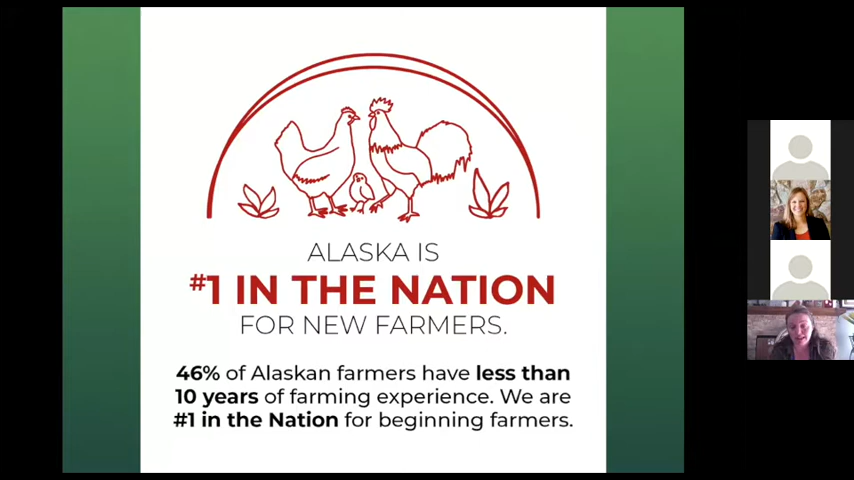 ALASKA IS
#1 IN THE NATION
FOR NEW FARMERS.
46% of Alaskan farmers have less than
10 years of farming experience. We are
#1 in the Nation for beginning farmers.